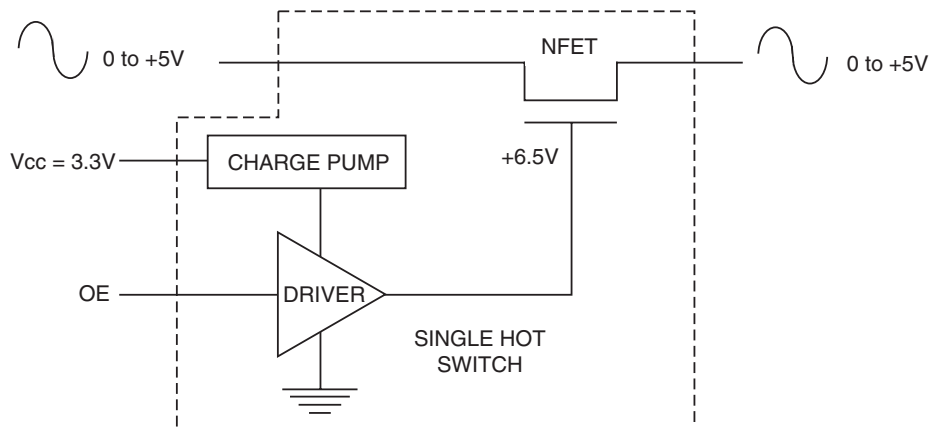 NFET
0 to +5V
0 to +5V
Vcc = 3.3V
CHARGE PUMP
+6.5V
OE
DRIVER
SINGLE HOT
SWITCH